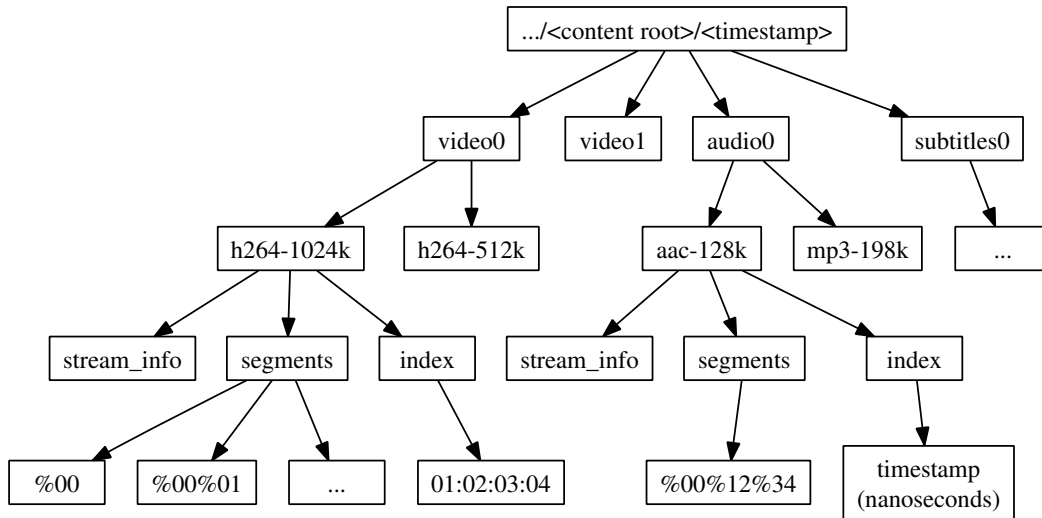 .../<content root>/<timestamp>
video0
video1
audio0
subtitles0
h264-1024k
h264-512k
aac-128k
mp3-198k
...
stream_info
segments
index
stream_info
segments
index
%00
%00%01
...
01:02:03:04
%00%12%34
timestamp
(nanoseconds)